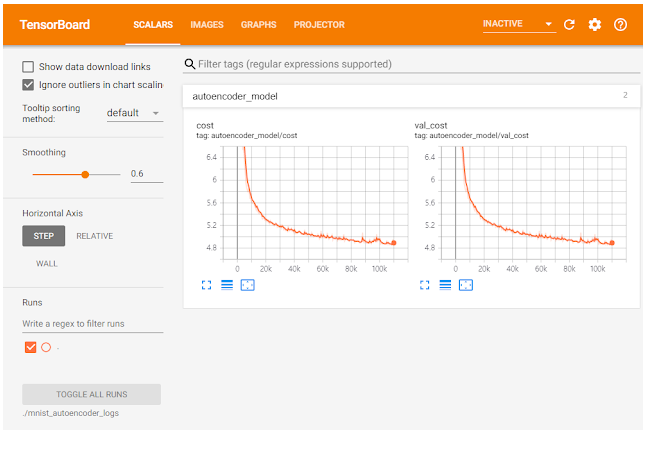 TensorBoard
SCALARS IMAGES GRAPHS PROJECTOR
INACTIVE
Show data download links
Ignore outliers in chart scalin
Tooltip sorting method: default
Smoothing
0.6
Horizontal Axis
STEP RELATIVE
WALL
Runs
Write a regex to filter runs
.
TOGGLE ALL RUNS
./mnist_autoencoder_logs
Filter tags (regular expressions supported)
autoencoder_model 2
cost
tag: autoencoder_model/cost
6.4
6
5.6
5.2
4.8
0 20k 40k 60k 80k 100k
val_cost
tag: autoencoder_model/val_cost
6.4
6
5.6
5.2
4.8
0 20k 40k 60k 80k 100k